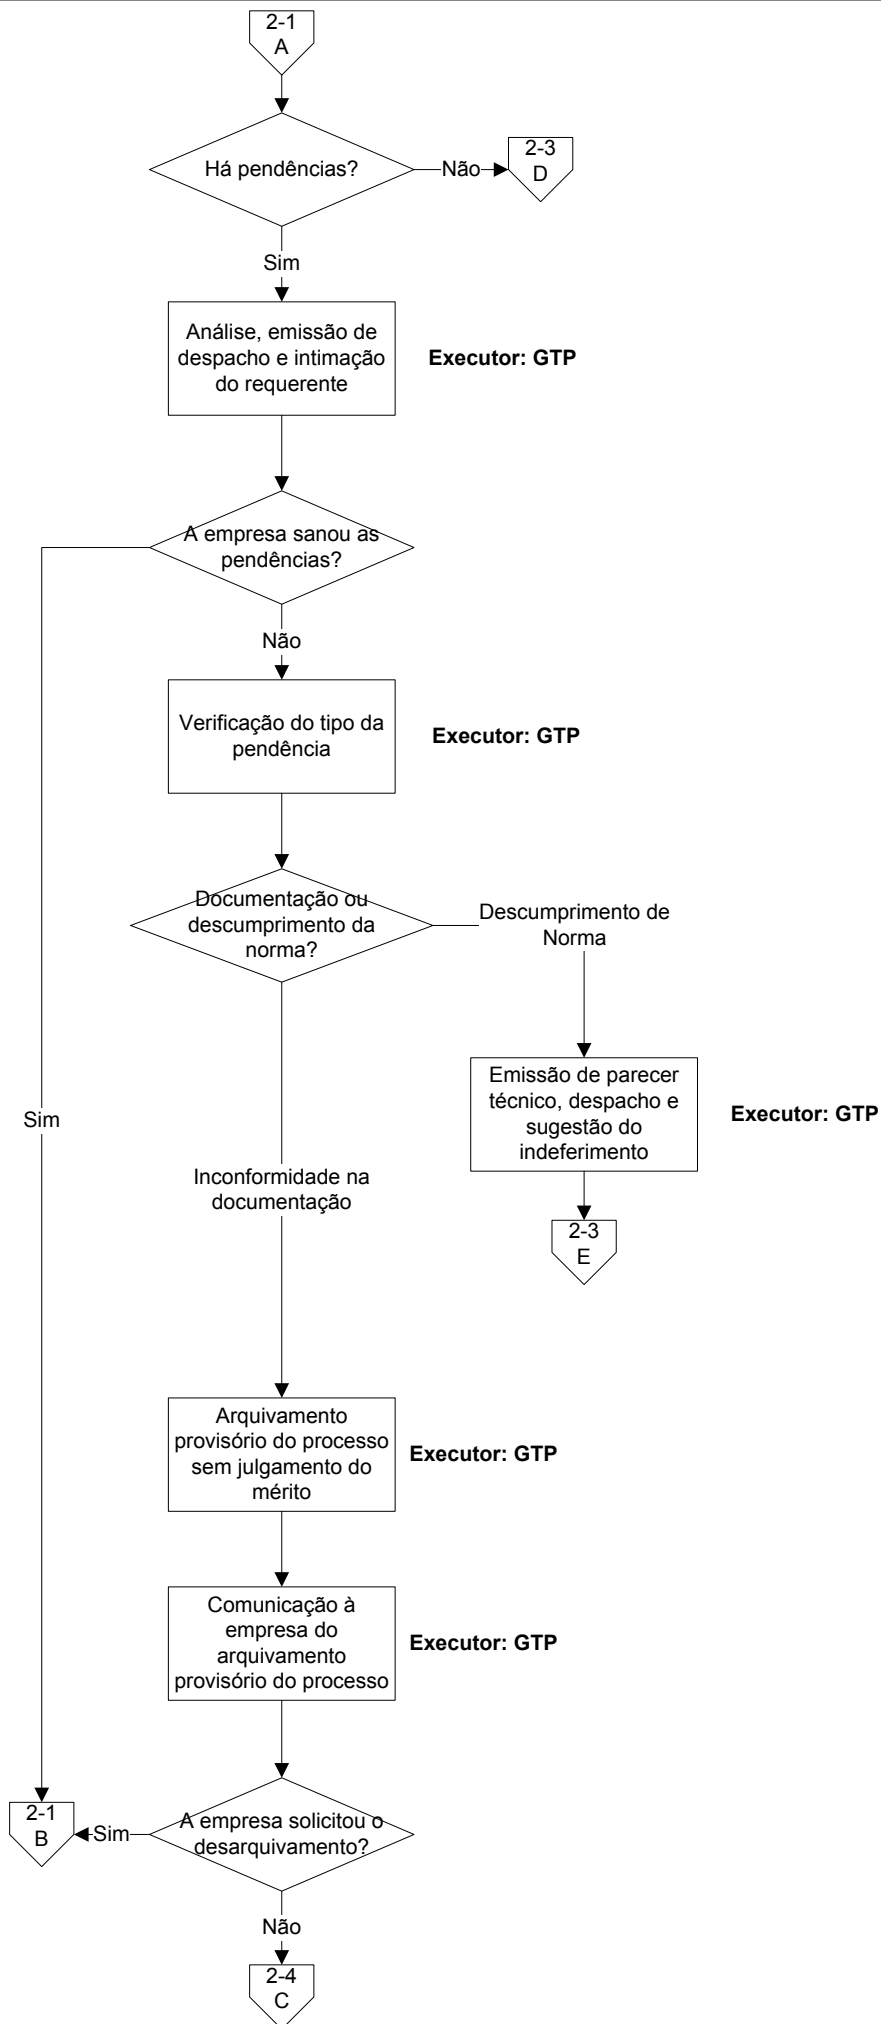 2-1
A
Há pendências?
Não
2-3
D
Sim
Análise, emissão de
despacho e intimação
do requerente
Executor: GTP
A empresa sanou as
pendências?
Não
Verificação do tipo da
pendência
Executor: GTP
Documentação ou
descumprimento da
norma?
Descumprimento de
Norma
Emissão de parecer
técnico, despacho e
sugestão do
indeferimento
Executor: GTP
Sim
Inconformidade na
documentação
2-3
E
Arquivamento
provisório do processo
sem julgamento do
mérito
Executor: GTP
Comunicação à
empresa do
arquivamento
provisório do processo
Executor: GTP
A empresa solicitou o
desarquivamento?
Sim
2-1
B
Não
2-4
C